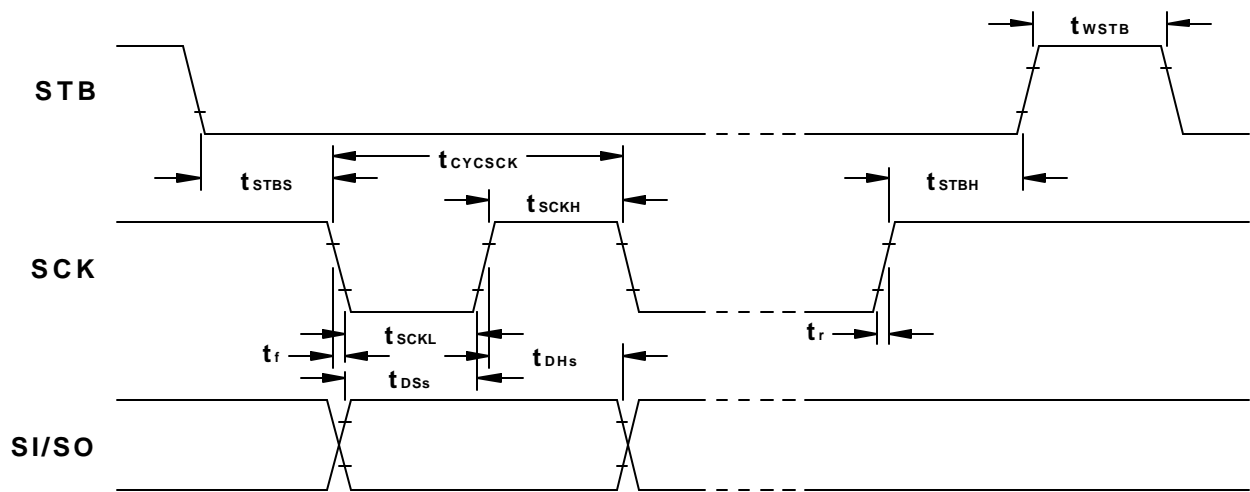 tWSTB
STB
tCYCSCK
tSTBS
tSTBH
tSCKH
SCK
tSCKL
tr
tf
tDHs
tDSs
SI/SO